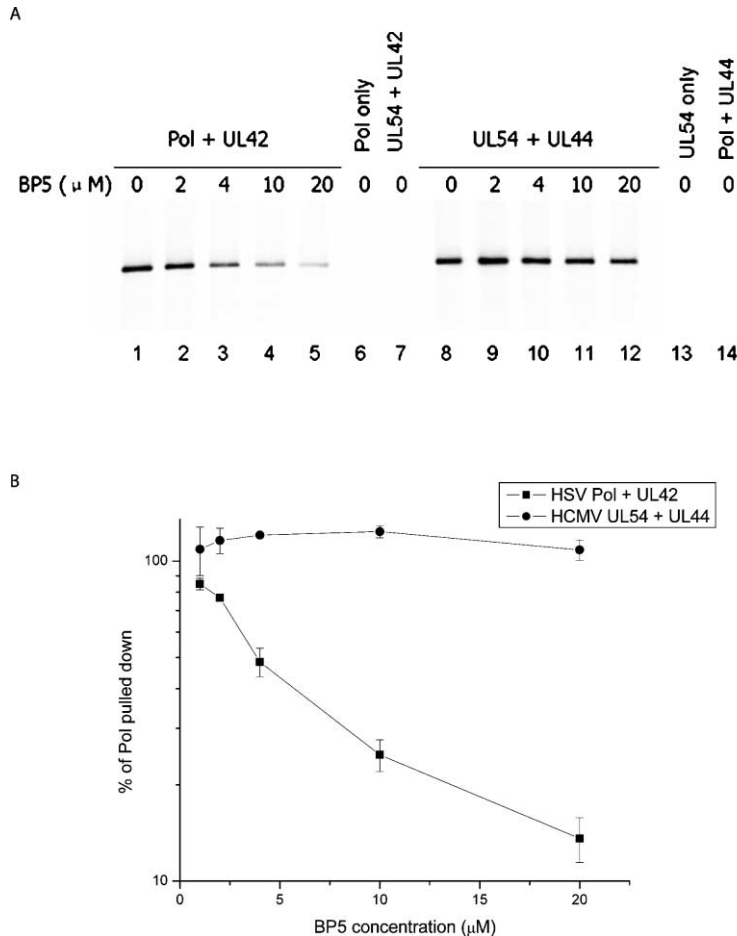 A
Pol + UL42
Pol only
UL54 + UL42
UL54 + UL44
UL54 only
Pol + UL44
BP5 ( μ M) 0 2 4 10 20 0 0 0 2 4 10 20 0 0
1 2 3 4 5 6 7 8 9 10 11 12 13 14
B
HSV Pol + UL42
HCMV UL54 + UL44
100
10
% of Pol pulled down
0 5 10 15 20
BP5 concentration (μM)